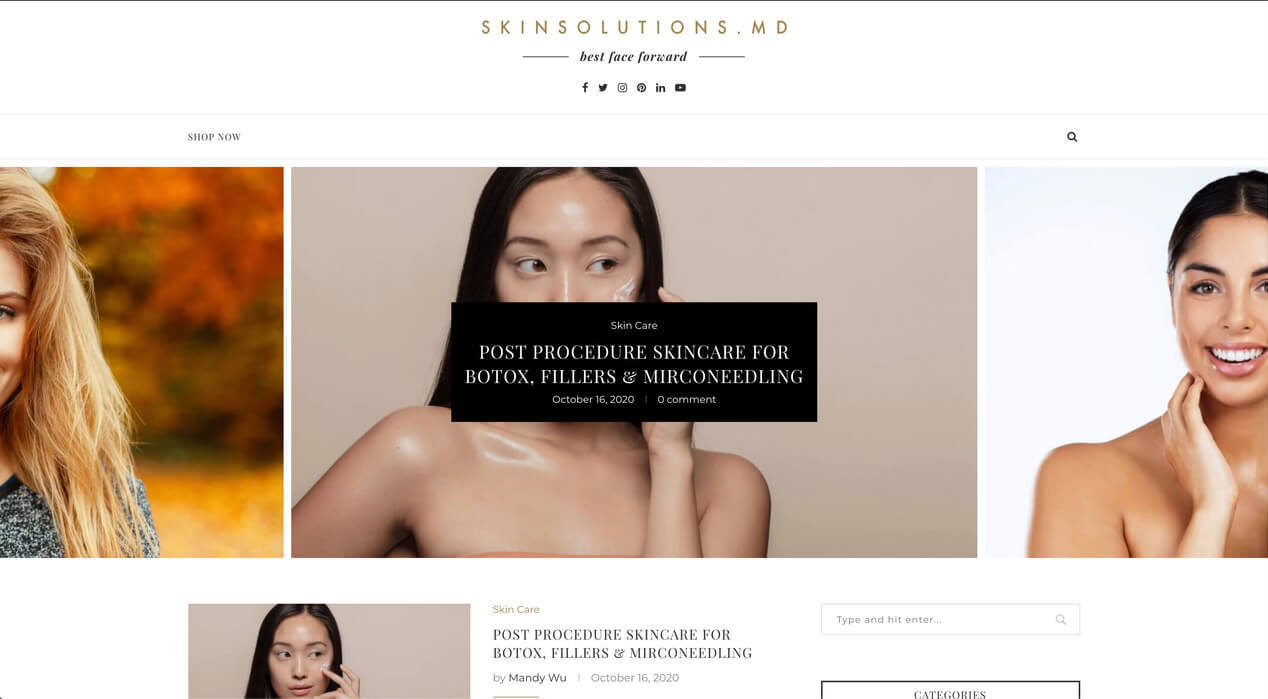 SKINSOLUTIONS.MD
best face forward
SHOP NOW
Skin Care
POST PROCEDURE SKINCARE FOR
BOTOX, FILLERS & MIRCONEEDLING
October 16, 2020 | 0 comment
Skin Care
POST PROCEDURE SKINCARE FOR
BOTOX, FILLERS & MIRCONEEDLING
by Mandy Wu | October 16, 2020
Type and hit enter...
CATEGORIES